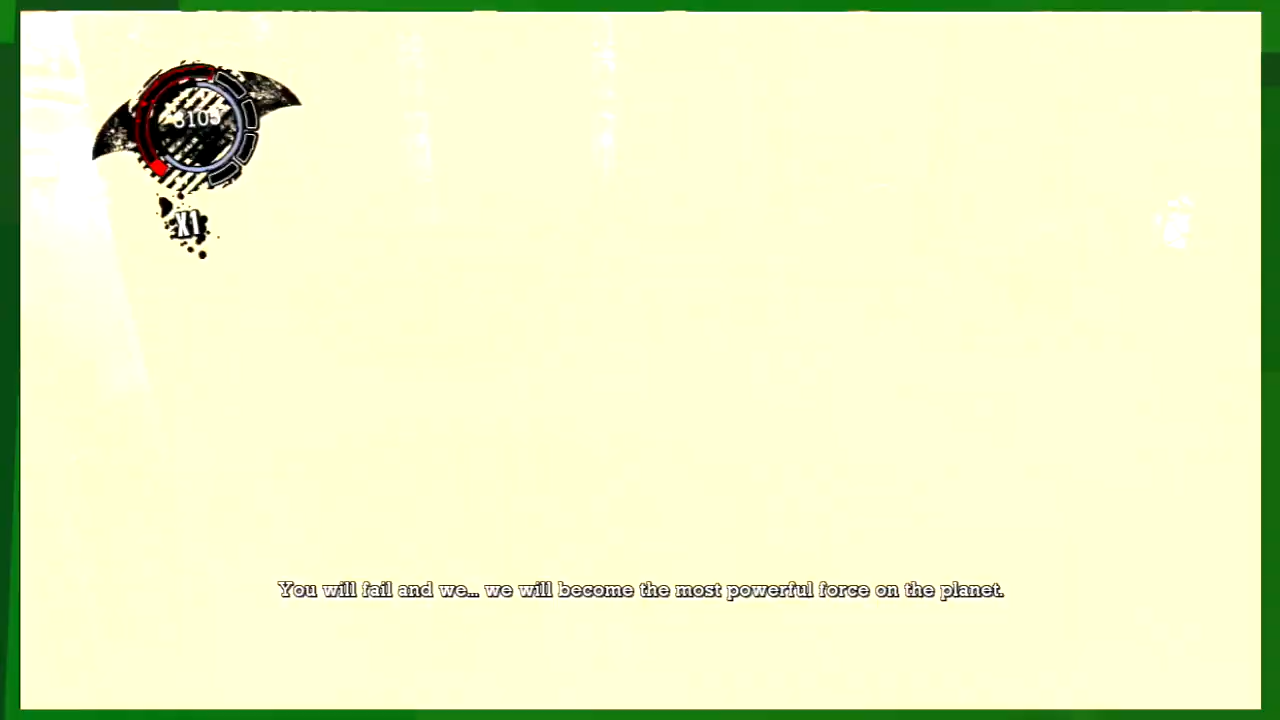 3105
X1
You will fail and we... we will become the most powerful force on the planet.